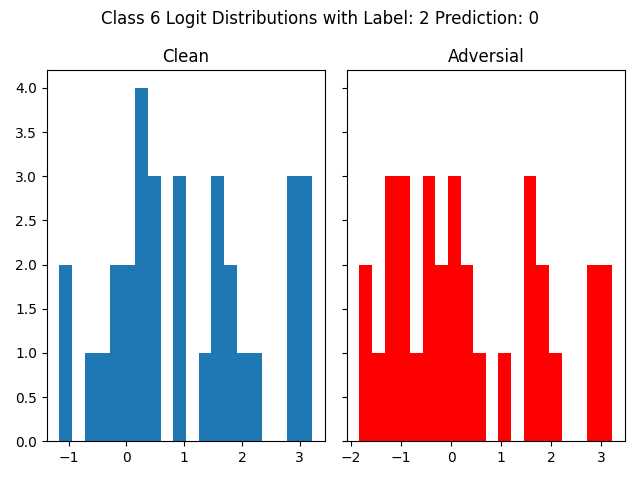 Class 6 Logit Distributions with Label: 2 Prediction: 0
Clean
Adversial
4.0
3.5
3.0
2.5
2.0
1.5
1.0
0.5
0.0
−1 0 1 2 3
−2 −1 0 1 2 3